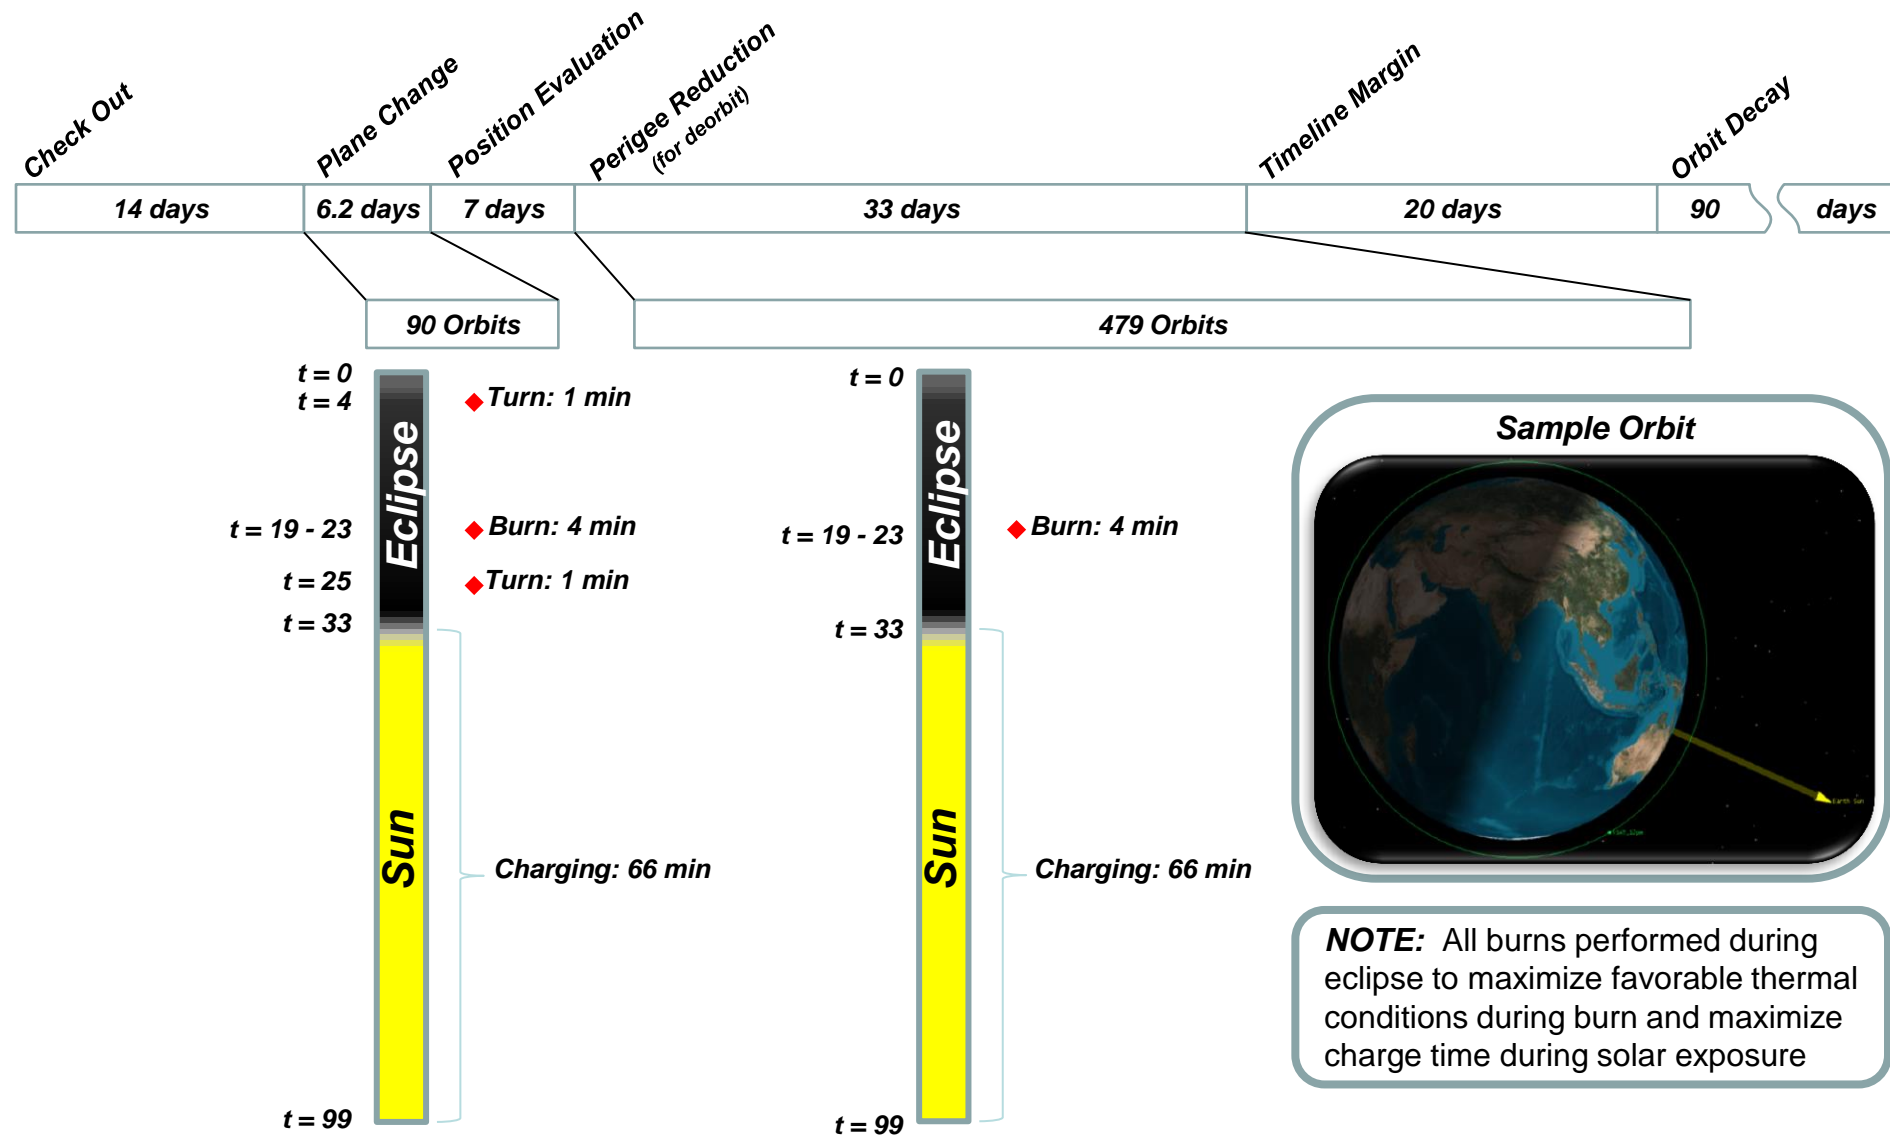 Check Out
Plane Change
Position Evaluation
Perigee Reduction
(for deorbit)
Timeline Margin
Orbit Decay
14 days
6.2 days
7 days
33 days
20 days
90
days
90 Orbits
479 Orbits
t = 0
t = 4
t = 19 - 23
t = 25
t = 33
t = 99
Eclipse
Sun
Turn: 1 min
Burn: 4 min
Turn: 1 min
Charging: 66 min
t = 0
t = 19 - 23
t = 33
t = 99
Eclipse
Sun
Burn: 4 min
Charging: 66 min
Sample Orbit
Earth Sun
NOTE: All burns performed during
eclipse to maximize favorable thermal
conditions during burn and maximize
charge time during solar exposure